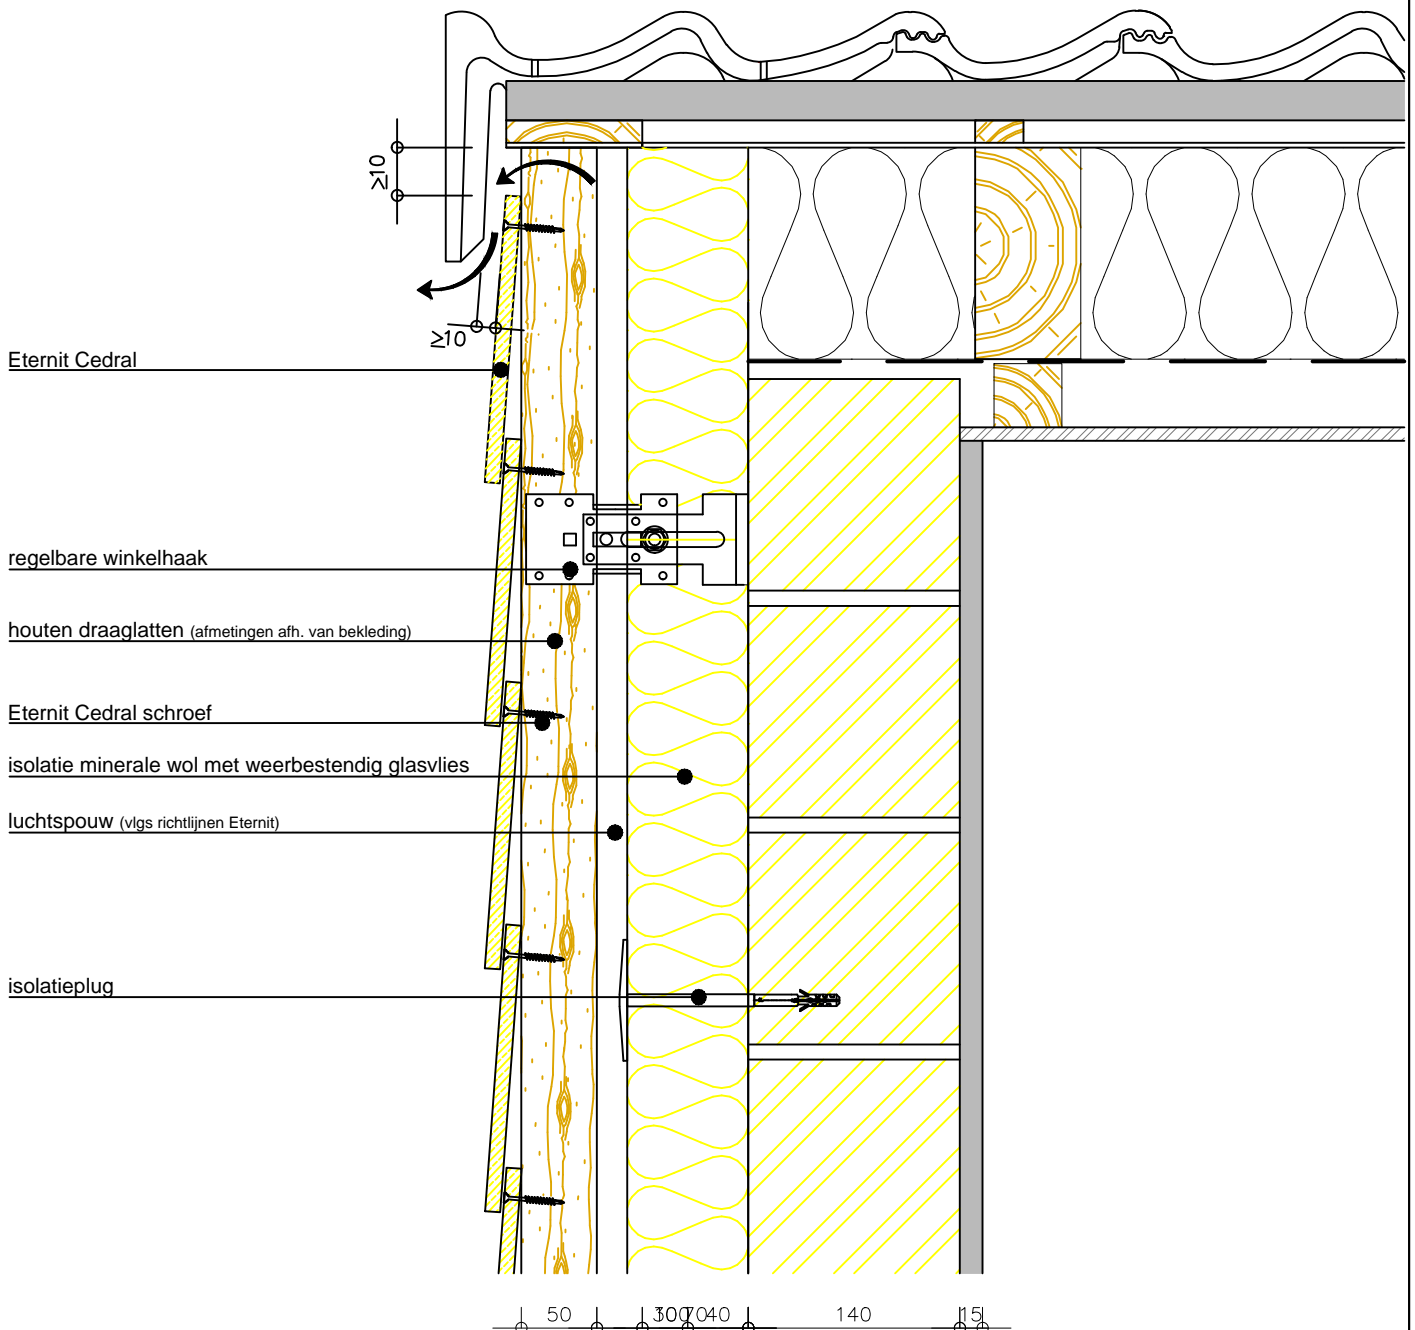 ≥10
≥10
Eternit Cedral
regelbare winkelhaak
houten draaglatten (afmetingen afh. van bekleding)
Eternit Cedral schroef
isolatie minerale wol met weerbestendig glasvlies
luchtspouw (vlgs richtlijnen Eternit)
isolatieplug
50 40 140 15